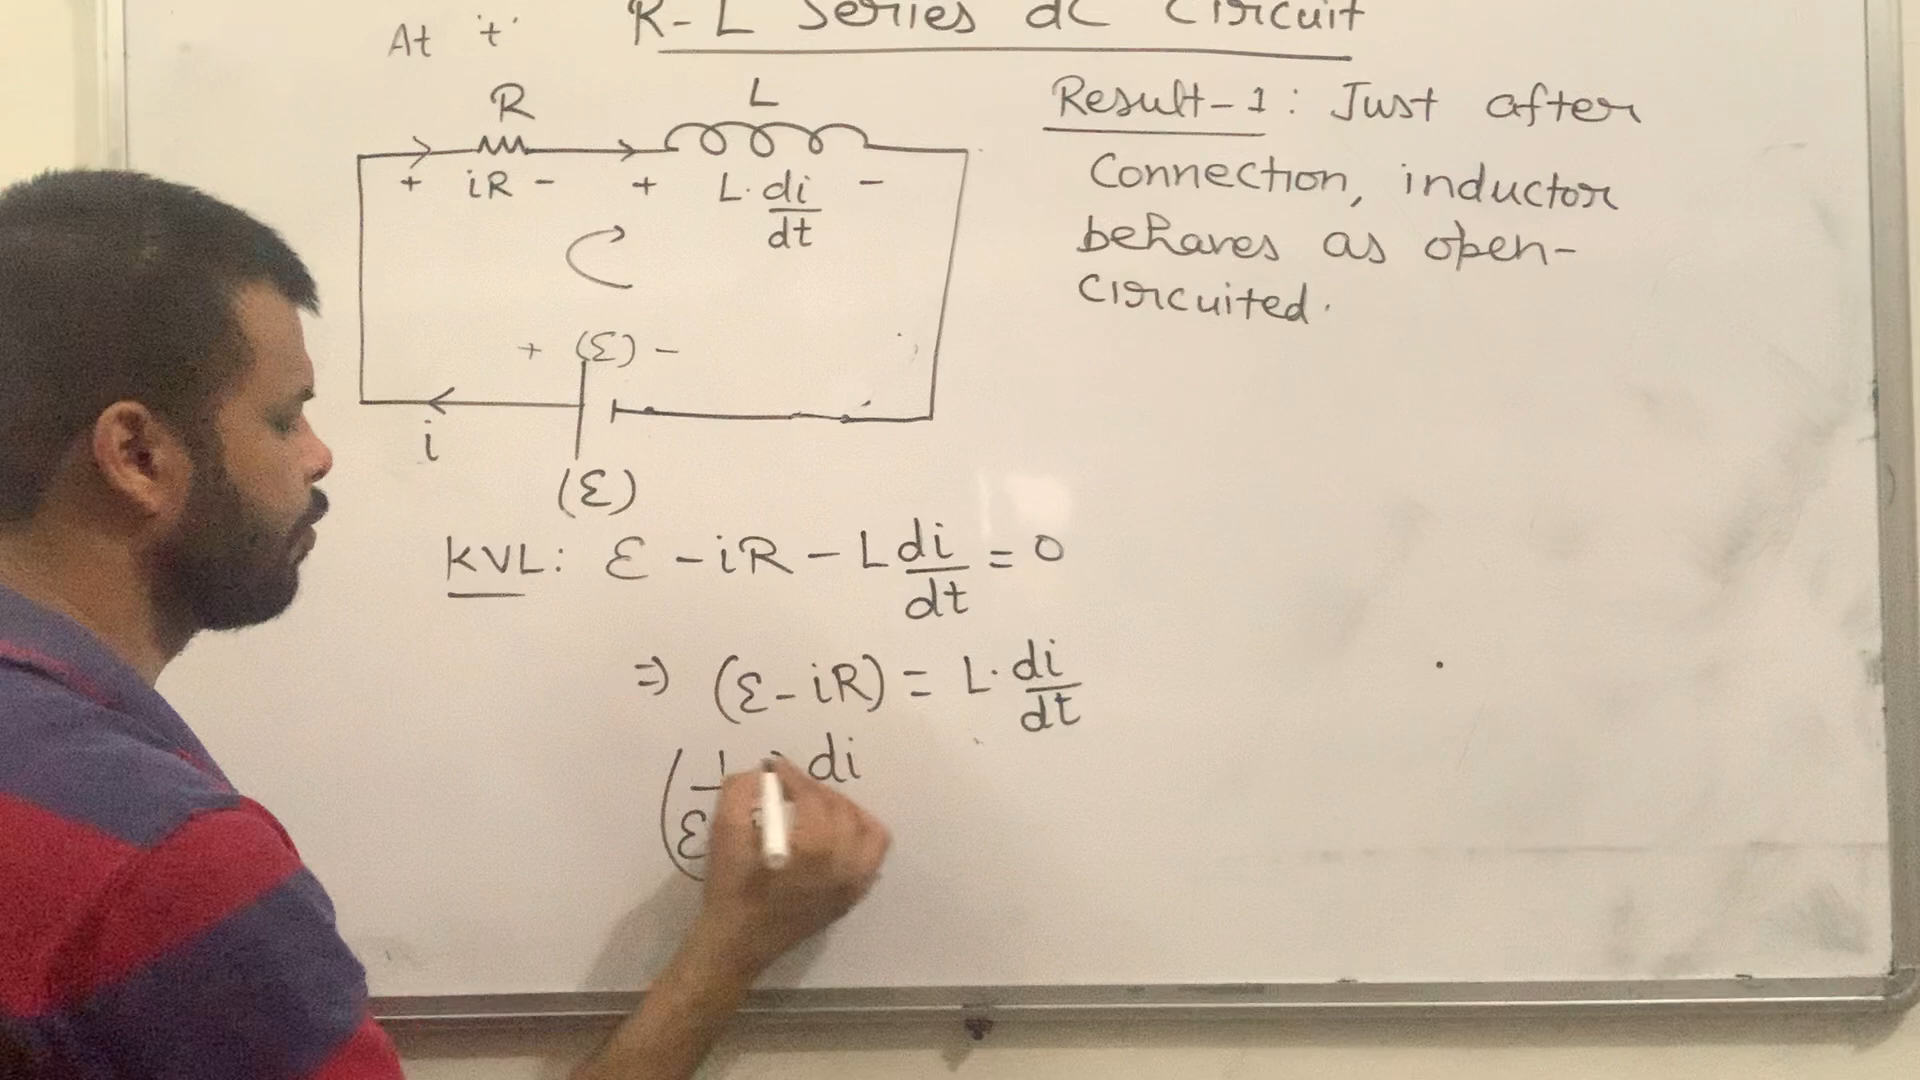 At 't'
R-L Series dC Circuit
R
L
+ iR -
+ L·di/dt -
+ (ε) -
i
(ε)
Result-1: Just after
Connection, inductor
behaves as open-
circuited.
KVL: ε - iR - L di/dt = 0
⇒ (ε - iR) = L·di/dt
di